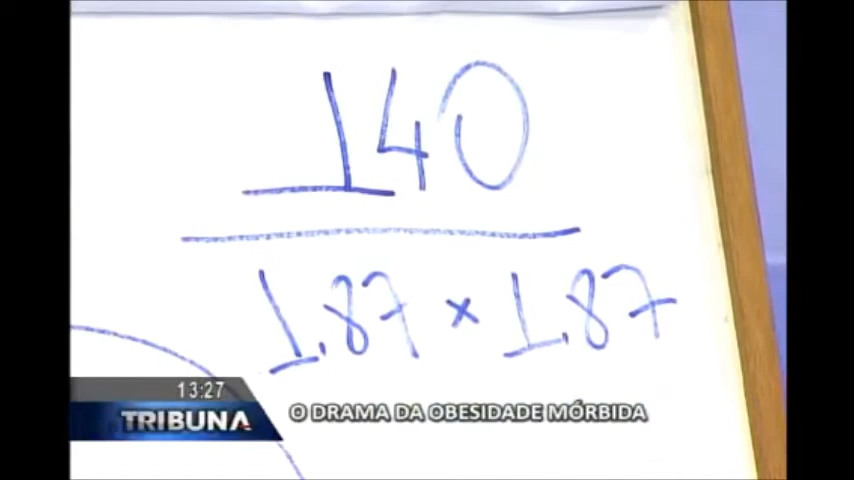 140
1.87 × 1.87
13:27
TRIBUNA
O DRAMA DA OBESIDADE MÓRBIDA